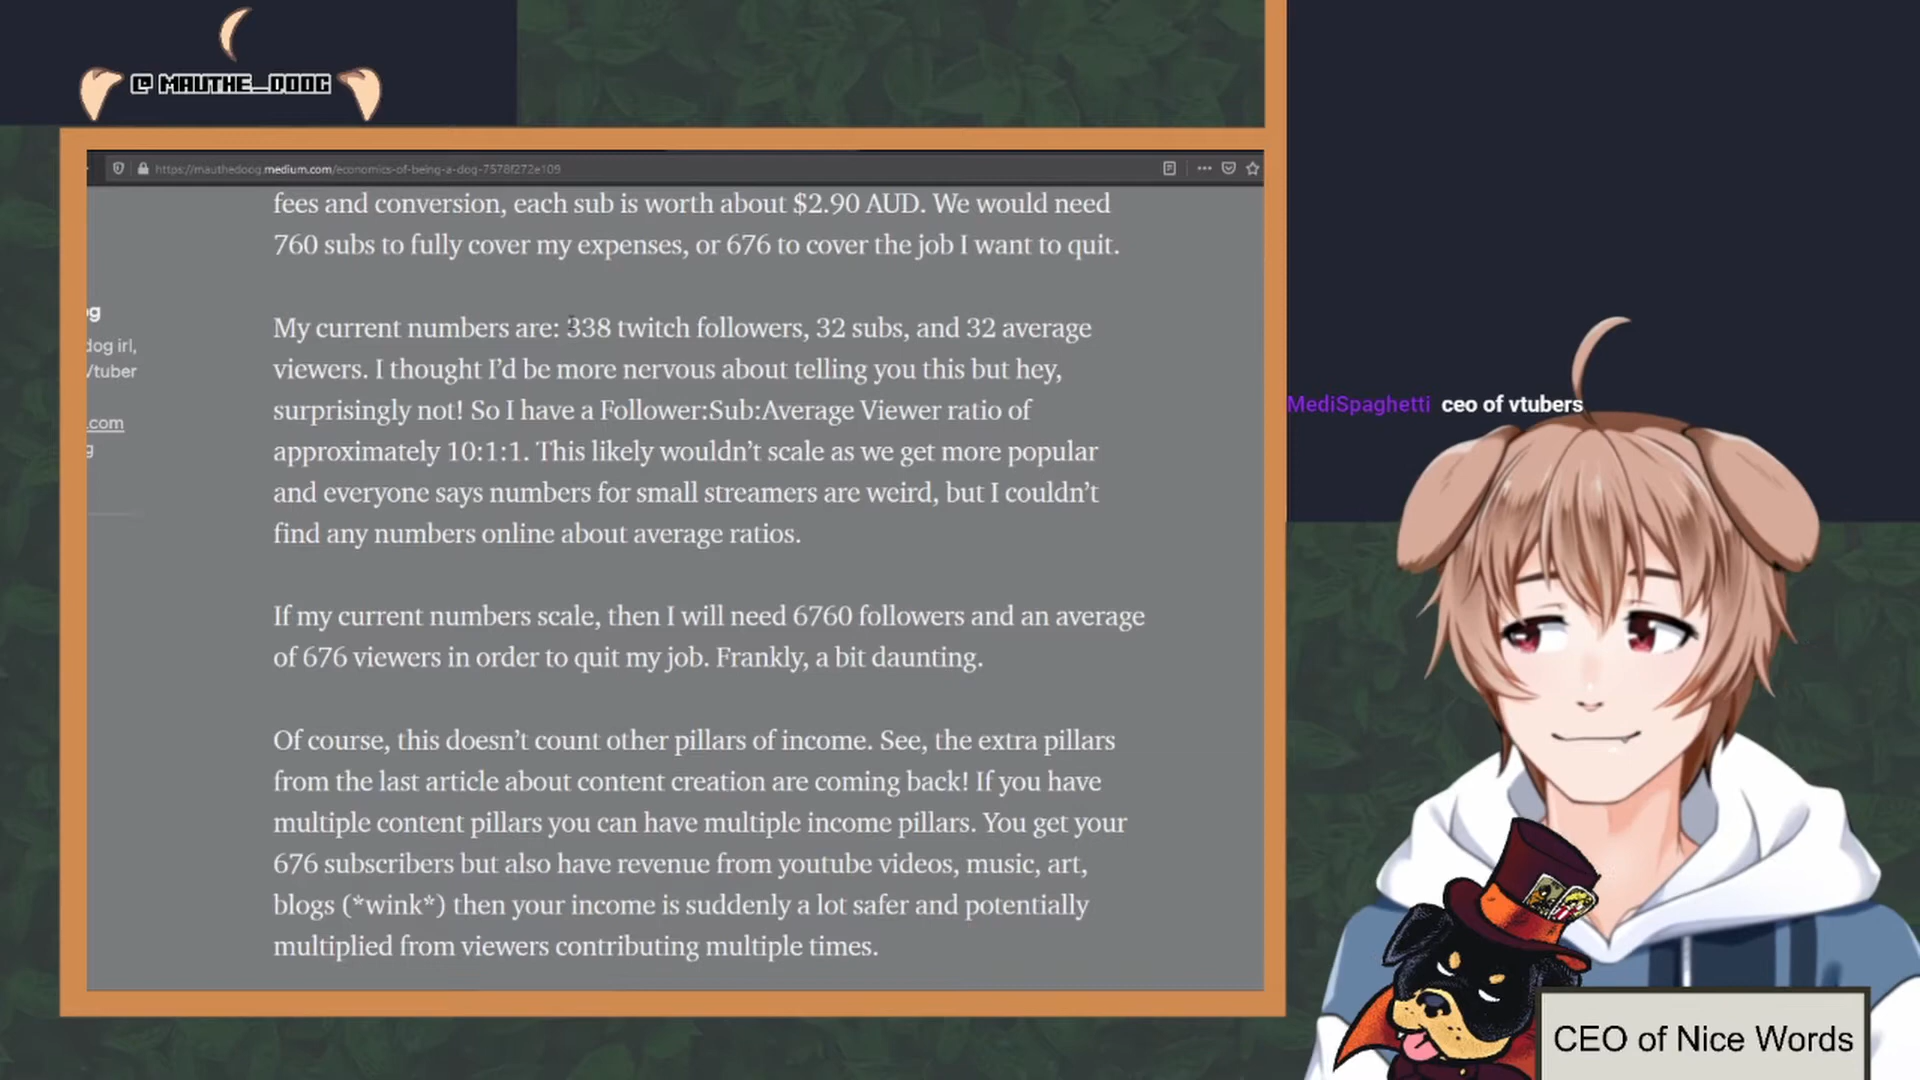 @ MAUTHE_DOOG
https://mauthedoog.medium.com/economics-of-being-a-dog-7578f272e109
fees and conversion, each sub is worth about $2.90 AUD. We would need
760 subs to fully cover my expenses, or 676 to cover the job I want to quit.
og
dog irl,
Vtuber
.com
g
My current numbers are: 338 twitch followers, 32 subs, and 32 average
viewers. I thought I’d be more nervous about telling you this but hey,
surprisingly not! So I have a Follower:Sub:Average Viewer ratio of
approximately 10:1:1. This likely wouldn’t scale as we get more popular
and everyone says numbers for small streamers are weird, but I couldn’t
find any numbers online about average ratios.
If my current numbers scale, then I will need 6760 followers and an average
of 676 viewers in order to quit my job. Frankly, a bit daunting.
Of course, this doesn’t count other pillars of income. See, the extra pillars
from the last article about content creation are coming back! If you have
multiple content pillars you can have multiple income pillars. You get your
676 subscribers but also have revenue from youtube videos, music, art,
blogs (*wink*) then your income is suddenly a lot safer and potentially
multiplied from viewers contributing multiple times.
MediSpaghetti ceo of vtubers
CEO of Nice Words